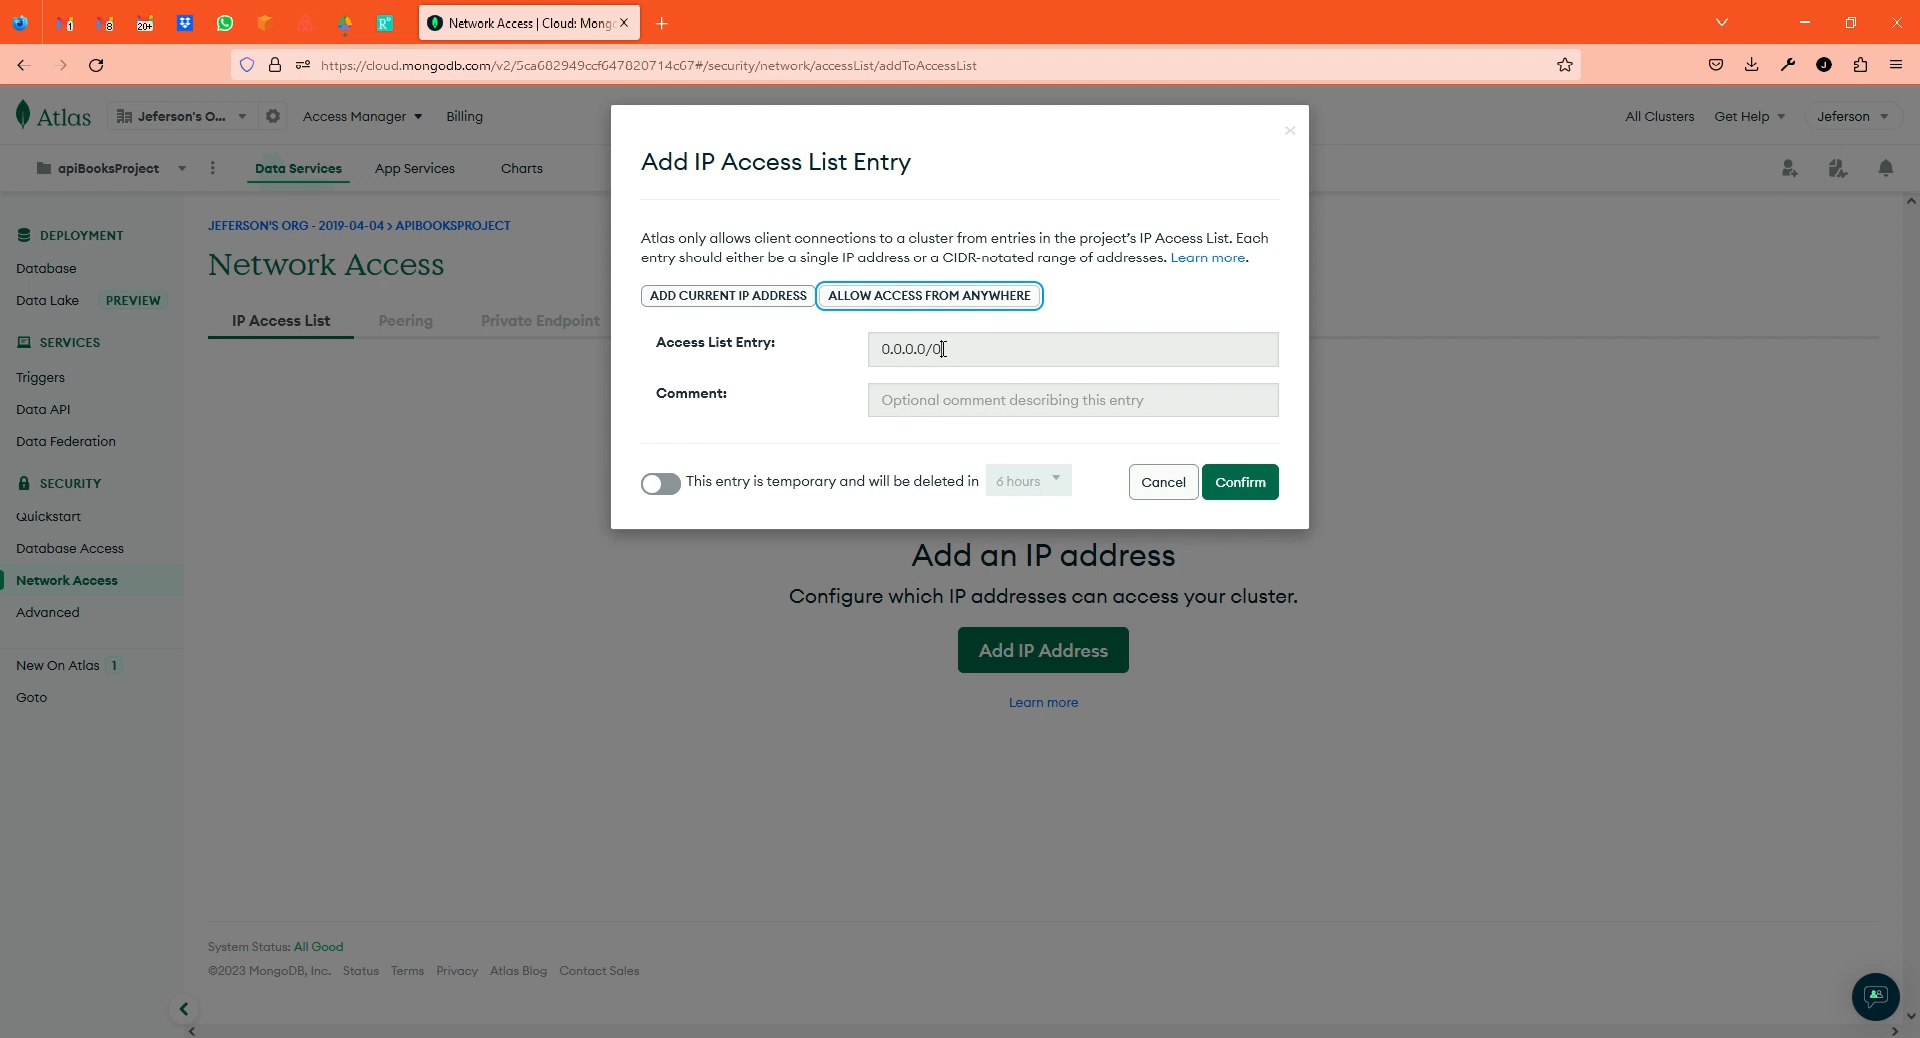 1
8
20+
Network Access | Cloud: Mong
https://cloud.mongodb.com/v2/5ca682949ccf647820714c67#/security/network/accessList/addToAccessList
J
Atlas
Jeferson's O...
Access Manager
Billing
All Clusters
Get Help
Jeferson
apiBooksProject
Data Services
App Services
Charts
DEPLOYMENT
Database
Data Lake PREVIEW
SERVICES
Triggers
Data API
Data Federation
SECURITY
Quickstart
Database Access
Network Access
Advanced
New On Atlas 1
Goto
JEFERSON'S ORG - 2019-04-04 > APIBOOKSPROJECT
Network Access
IP Access List
Peering
Private Endpoint
Add IP Access List Entry
Atlas only allows client connections to a cluster from entries in the project's IP Access List. Each
entry should either be a single IP address or a CIDR-notated range of addresses. Learn more.
ADD CURRENT IP ADDRESS
ALLOW ACCESS FROM ANYWHERE
Access List Entry:
0.0.0.0/0
Comment:
Optional comment describing this entry
This entry is temporary and will be deleted in
6 hours
Cancel
Confirm
Add an IP address
Configure which IP addresses can access your cluster.
Add IP Address
Learn more
System Status: All Good
©2023 MongoDB, Inc. Status Terms Privacy Atlas Blog Contact Sales